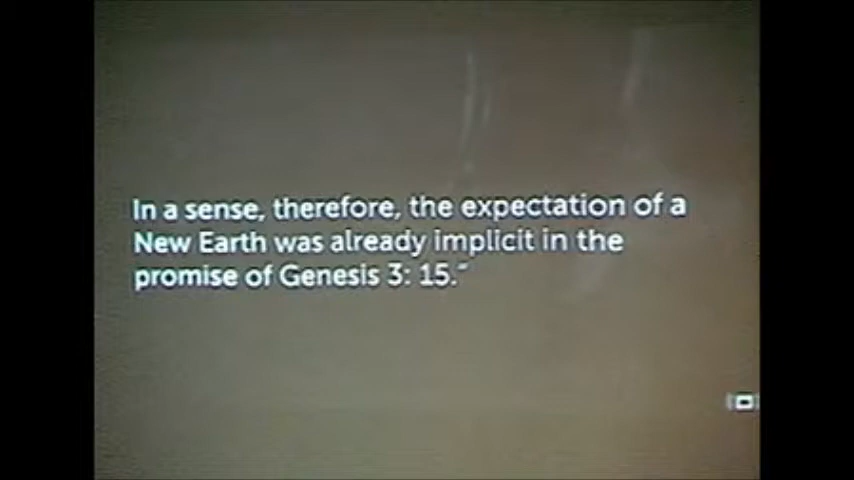 In a sense, therefore, the expectation of a
New Earth was already implicit in the
promise of Genesis 3: 15."